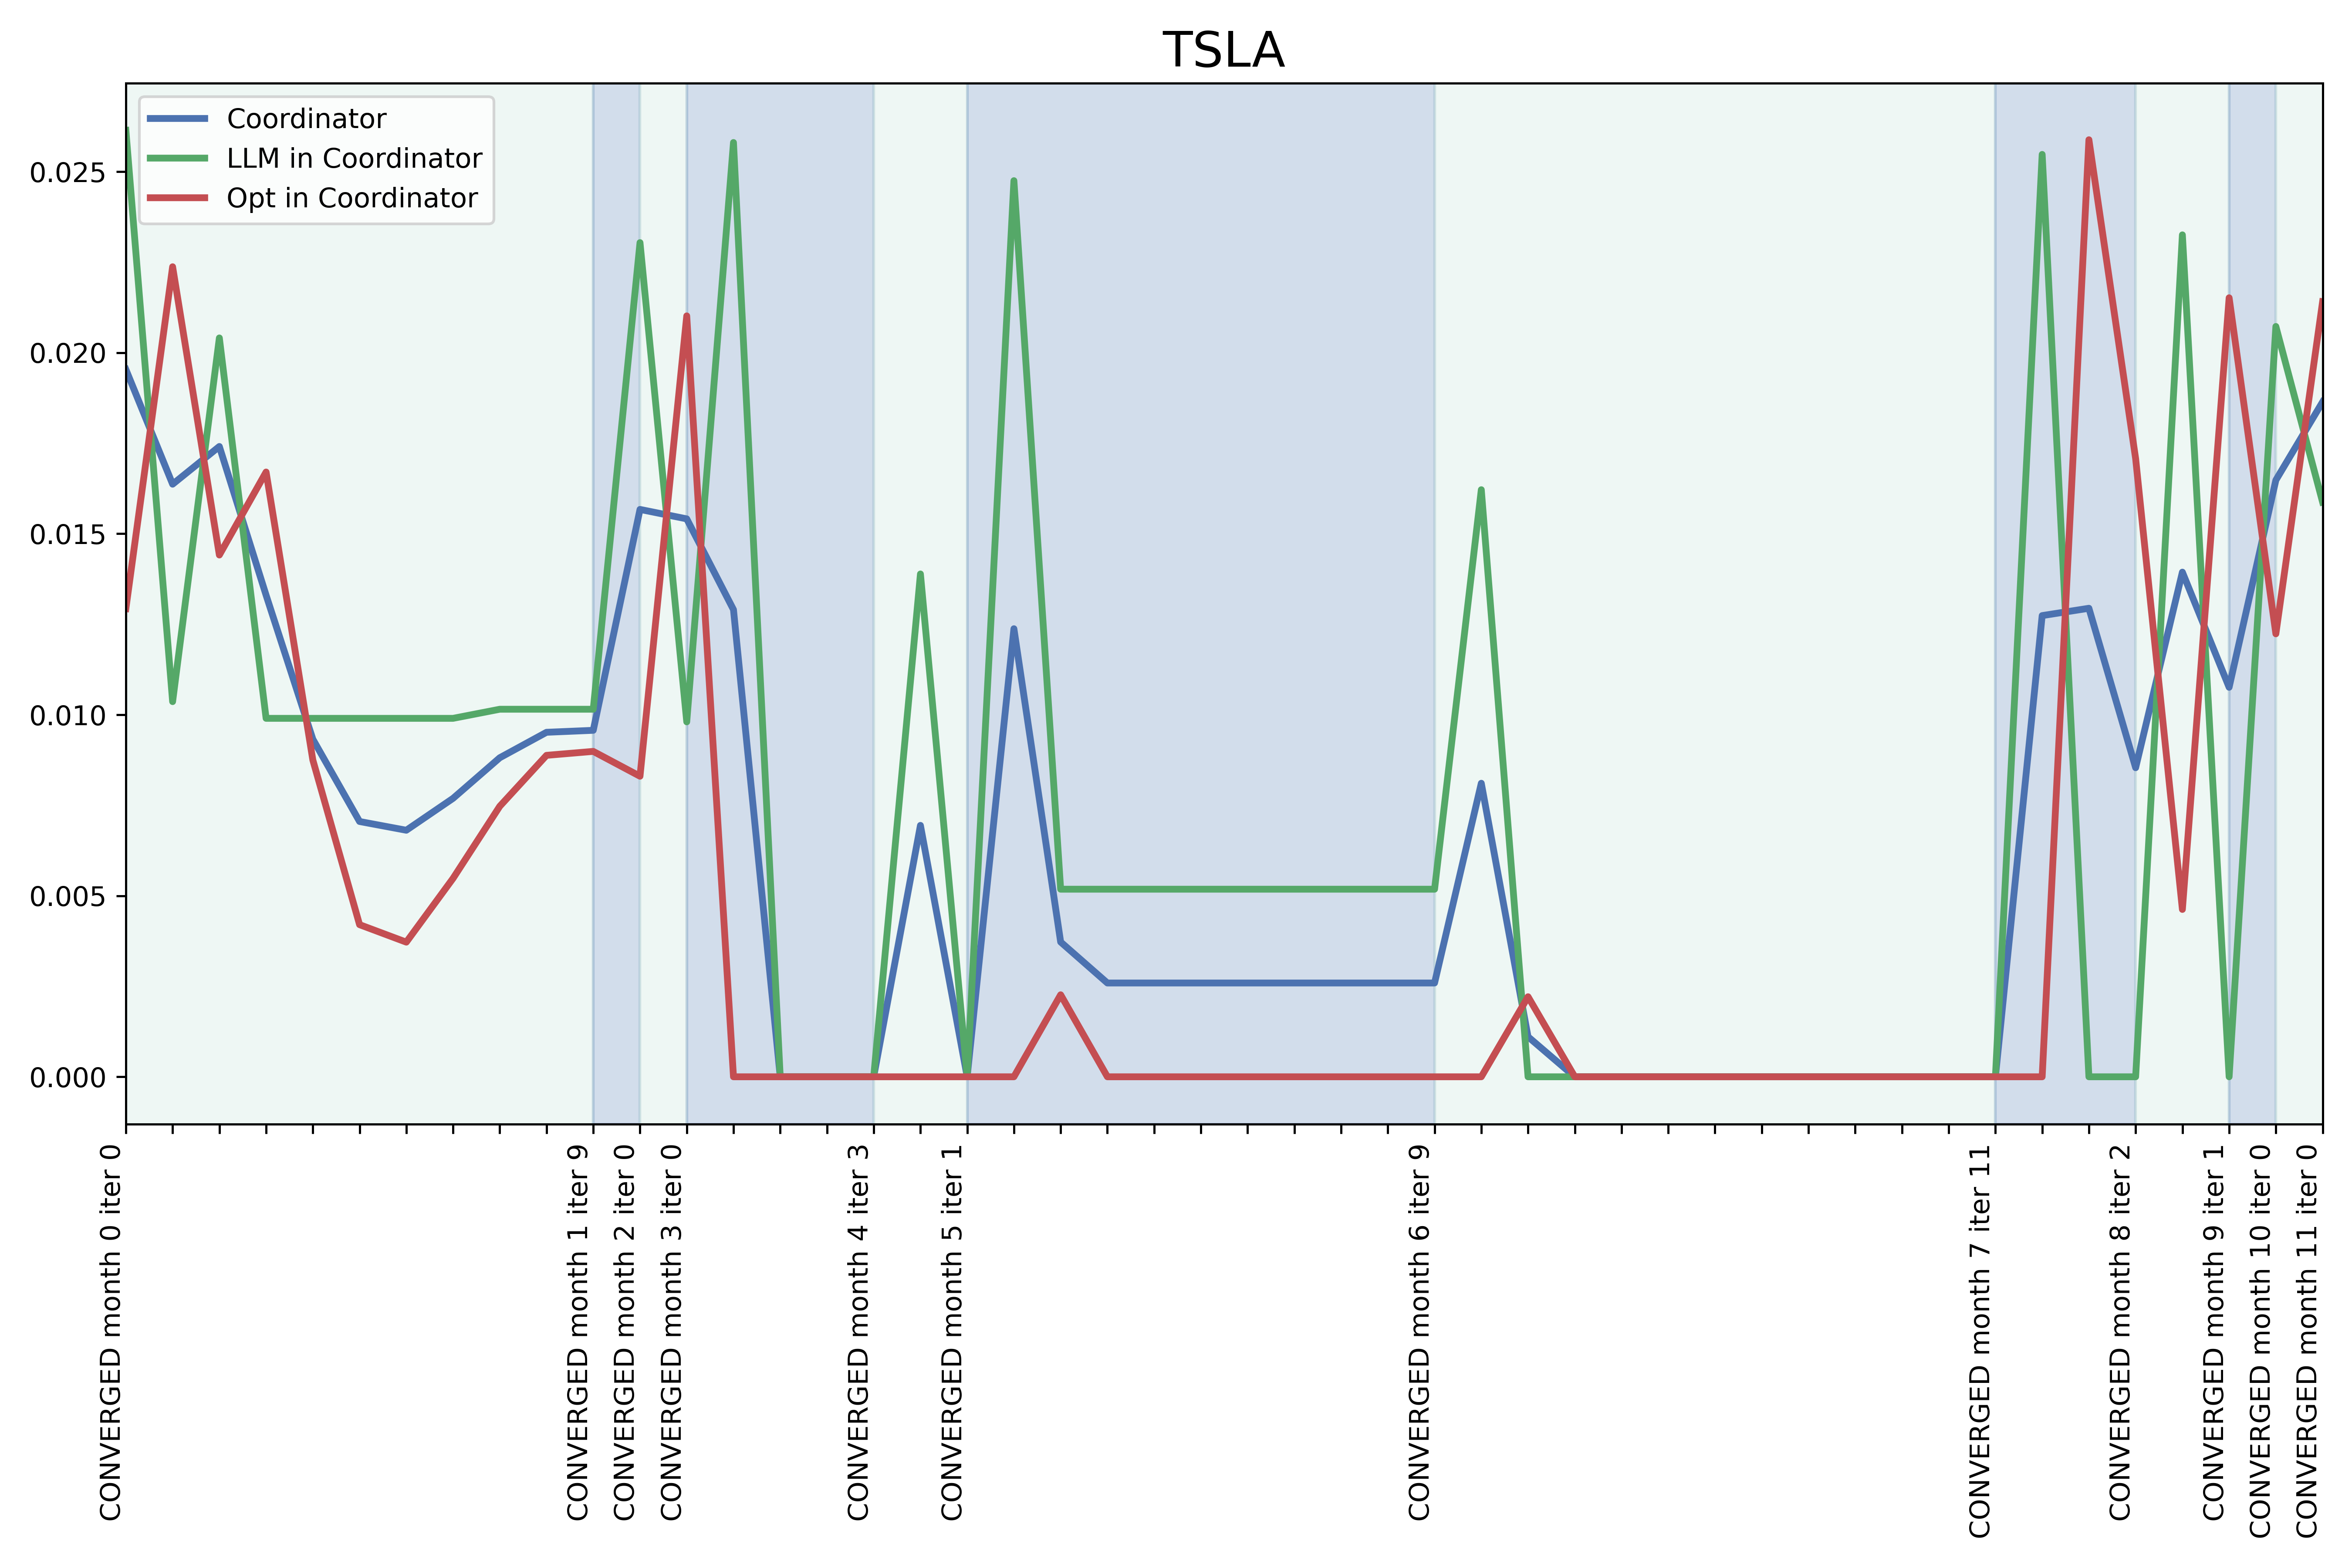 TSLA
Coordinator
LLM in Coordinator
Opt in Coordinator
0.025
0.020
0.015
0.010
0.005
0.000
CONVERGED month 0 iter 0
CONVERGED month 1 iter 9
CONVERGED month 2 iter 0
CONVERGED month 3 iter 0
CONVERGED month 4 iter 3
CONVERGED month 5 iter 1
CONVERGED month 6 iter 9
CONVERGED month 7 iter 11
CONVERGED month 8 iter 2
CONVERGED month 9 iter 1
CONVERGED month 10 iter 0
CONVERGED month 11 iter 0